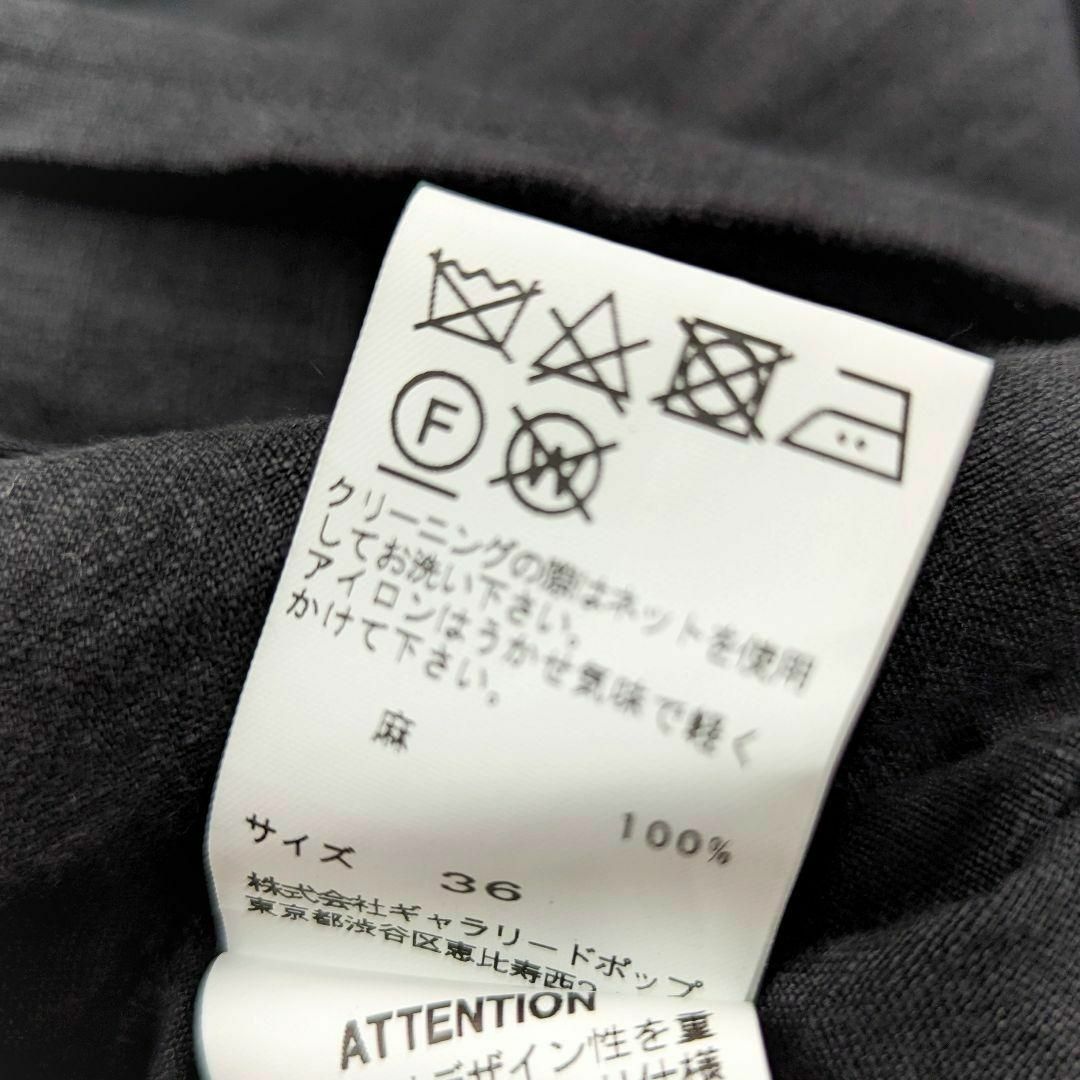 F
W
クリーニングの際はネットを使用
してお洗い下さい。
アイロンはうかせ気味で軽く
かけて下さい。
麻 100%
サイズ 36
株式会社ギャラリードポップ
東京都渋谷区恵比寿西2
ATTENTION
デザイン性を重
仕様